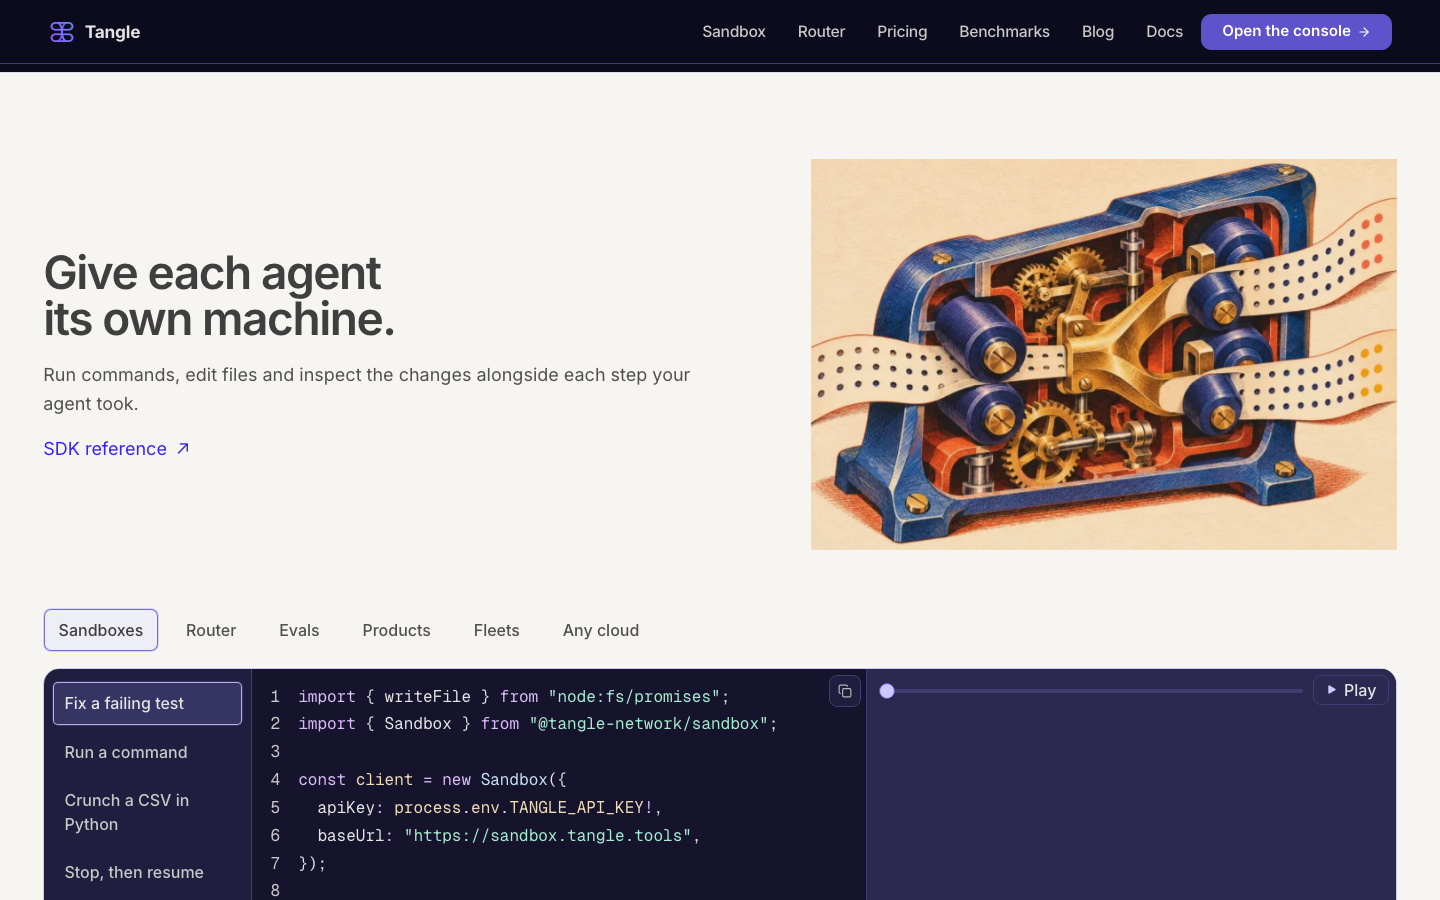 Tangle
Sandbox
Router
Pricing
Benchmarks
Blog
Docs
Open the console →
Give each agent
its own machine.
Run commands, edit files and inspect the changes alongside each step your
agent took.
SDK reference ↗
Sandboxes
Router
Evals
Products
Fleets
Any cloud
Fix a failing test
Run a command
Crunch a CSV in
Python
Stop, then resume
1 import { writeFile } from "node:fs/promises";
2 import { Sandbox } from "@tangle-network/sandbox";
3
4 const client = new Sandbox({
5   apiKey: process.env.TANGLE_API_KEY!,
6   baseUrl: "https://sandbox.tangle.tools",
7 });
8
Play